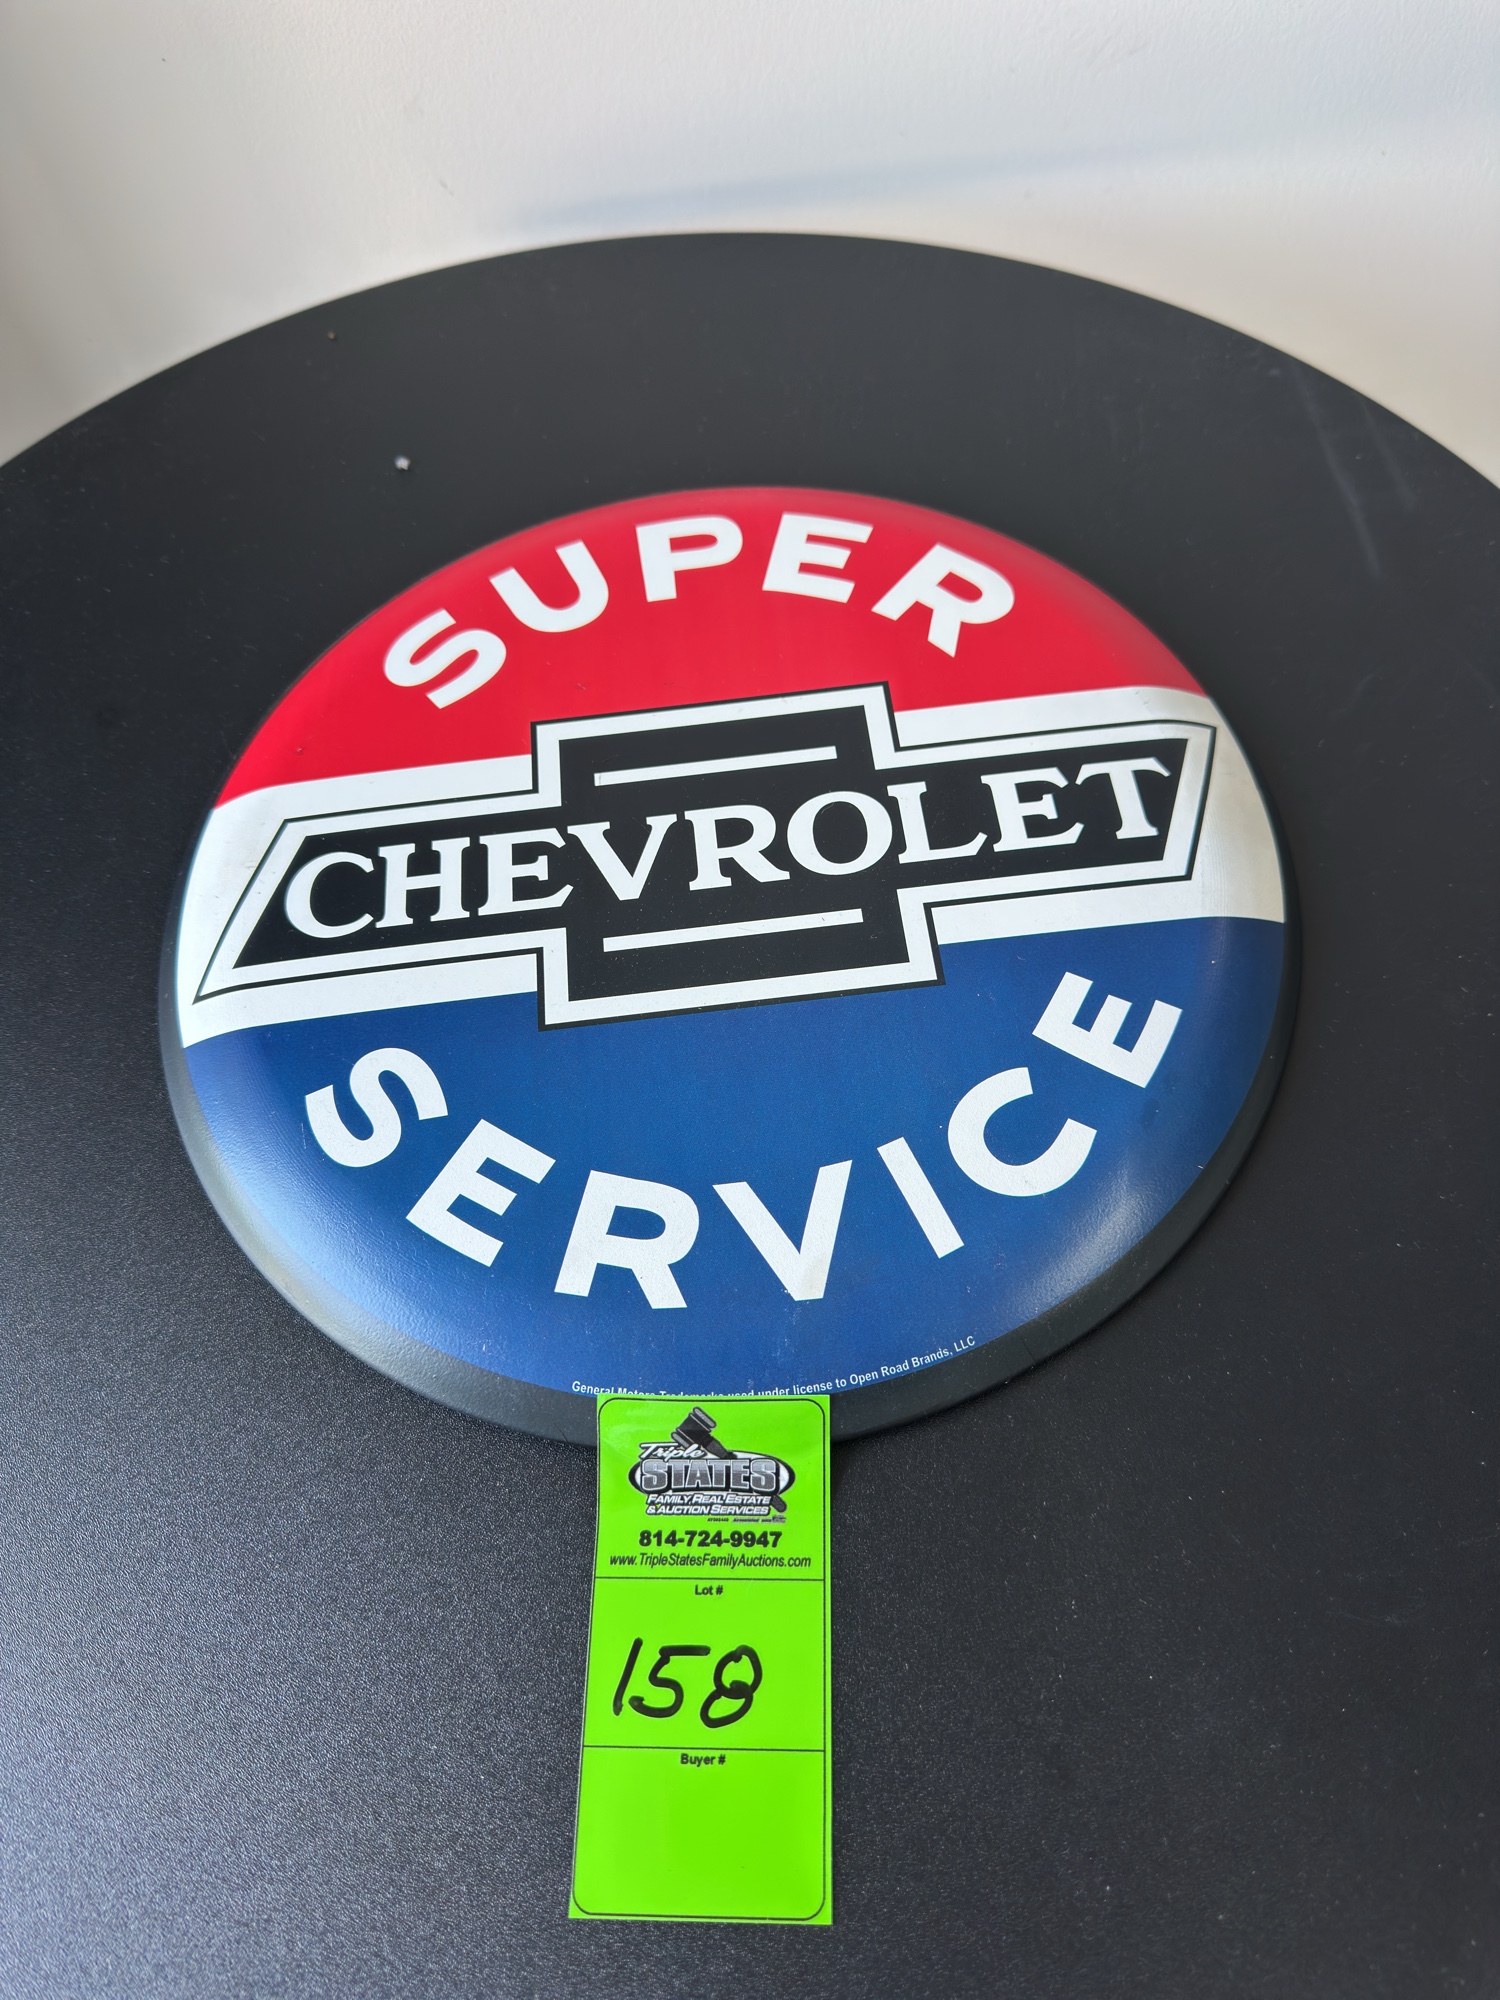 SUPER
CHEVROLET
SERVICE
General Motors Trademarks used under license to Open Road Brands, LLC
Triple
STATES
FAMILY, REAL ESTATE
& AUCTION SERVICES
814-724-9947
www.TripleStatesFamilyAuctions.com
Lot #
158
Buyer #